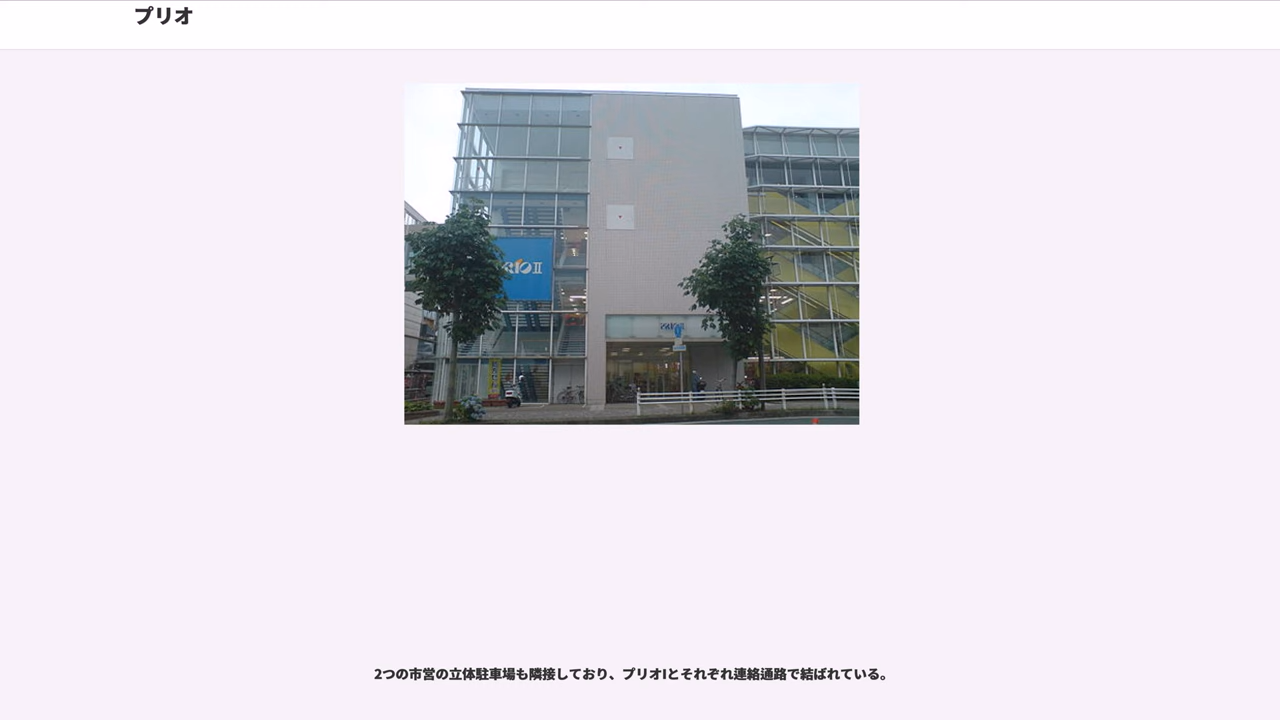 プリオ
RIO II
2つの市営の立体駐車場も隣接しており、プリオIとそれぞれ連絡通路で結ばれている。